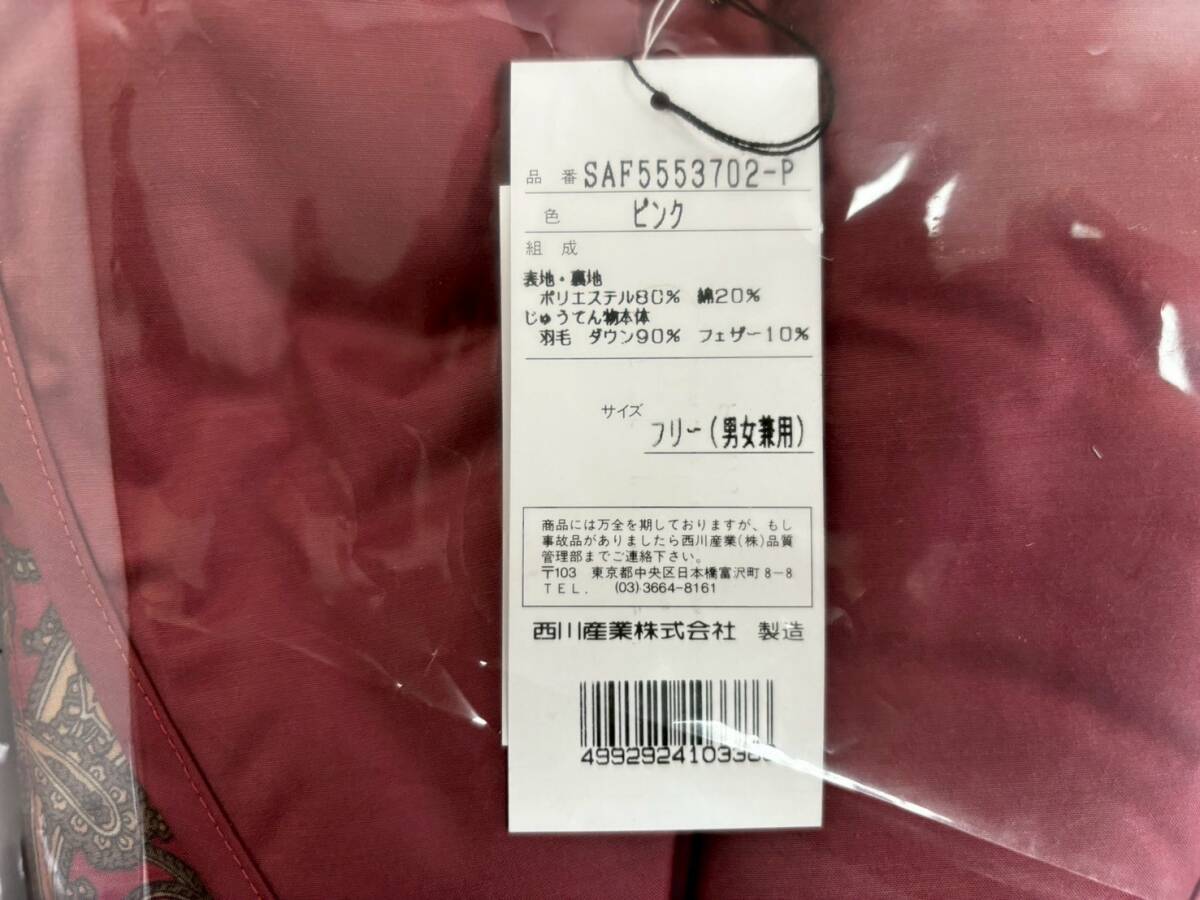 品番 SAF5553702-P
色 ピンク
組成
表地・裏地
ポリエステル80% 綿20%
じゅうてん物本体
羽毛 ダウン90% フェザー10%
サイズ
フリー(男女兼用)
商品には万全を期しておりますが、もし
事故品がありましたら西川産業(株)品質
管理部までご連絡下さい。
〒103 東京都中央区日本橋富沢町8-8
TEL. (03)3664-8161
西川産業株式会社 製造